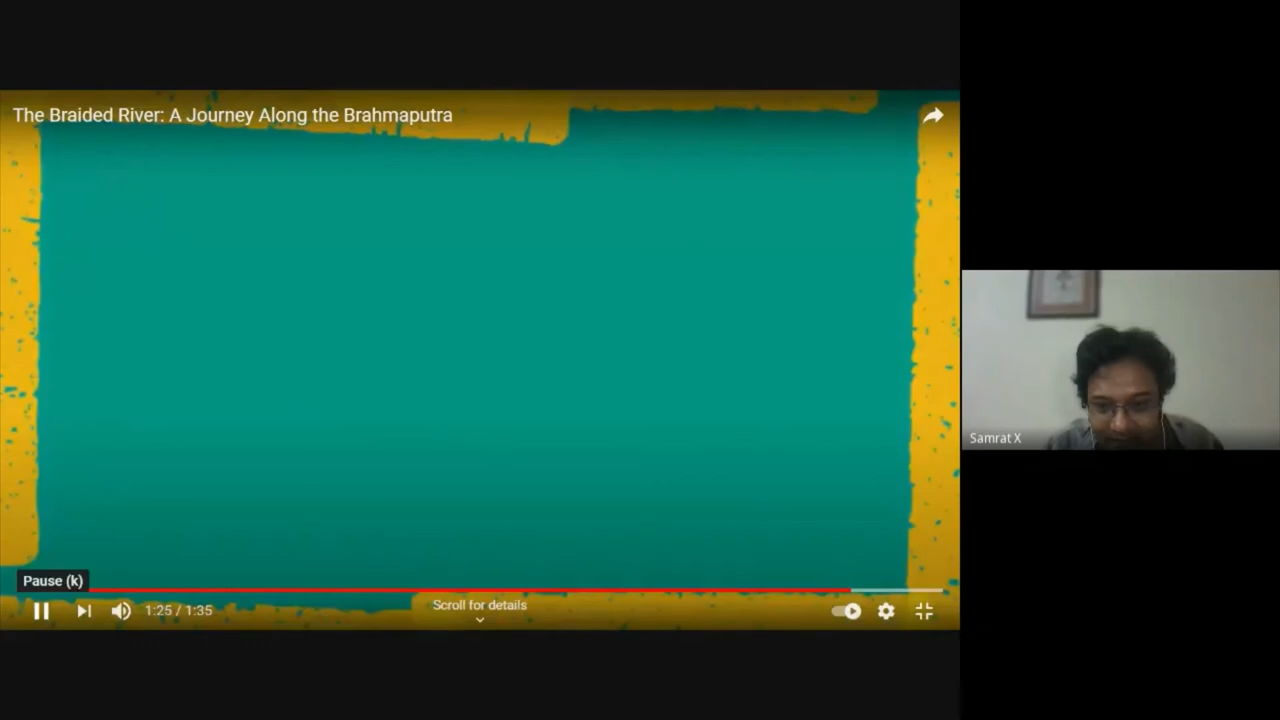 The Braided River: A Journey Along the Brahmaputra
Samrat X
Pause (k)
Scroll for details
1:25 / 1:35